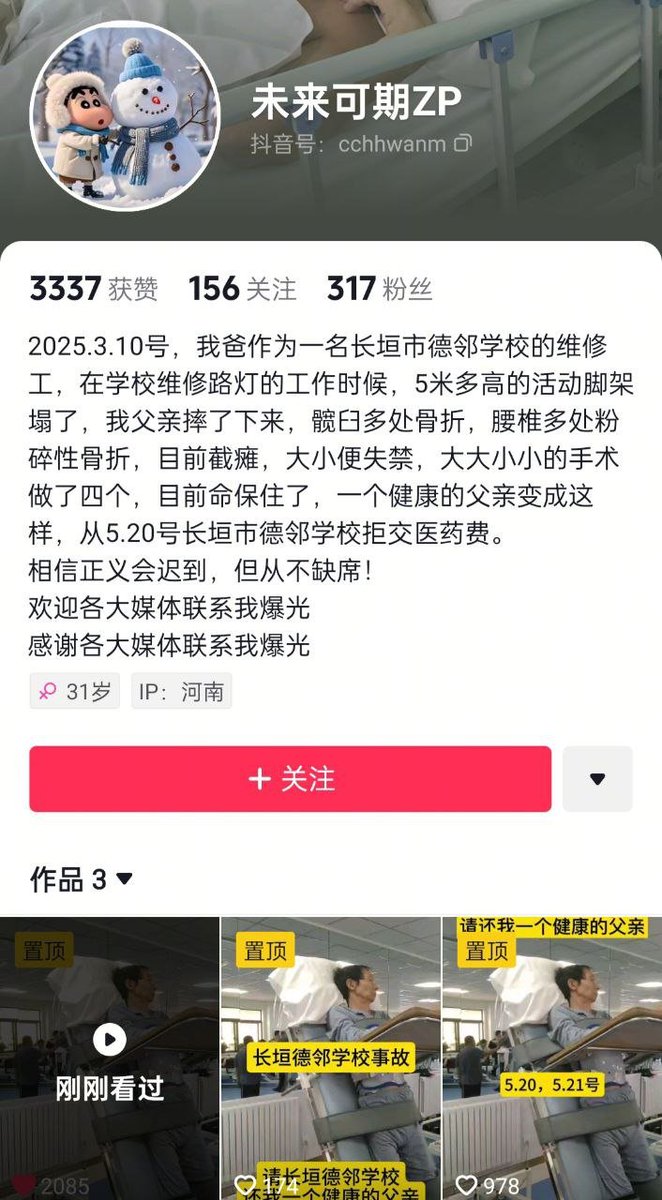 未来可期ZP
抖音号：cchhwanm
3337 获赞 156 关注 317 粉丝
2025.3.10号，我爸作为一名长垣市德邻学校的维修
工，在学校维修路灯的工作时候，5米多高的活动脚架
塌了，我父亲摔了下来，髋臼多处骨折，腰椎多处粉
碎性骨折，目前截瘫，大小便失禁，大大小小的手术
做了四个，目前命保住了，一个健康的父亲变成这
样，从5.20号长垣市德邻学校拒交医药费。
相信正义会迟到，但从不缺席！
欢迎各大媒体联系我爆光
感谢各大媒体联系我爆光
31岁 IP：河南
+ 关注
作品 3
置顶
刚刚看过
2085
置顶
长垣德邻学校事故
请长垣德邻学校
还我一个健康的父亲
174
请还我一个健康的父亲
置顶
5.20，5.21号
978